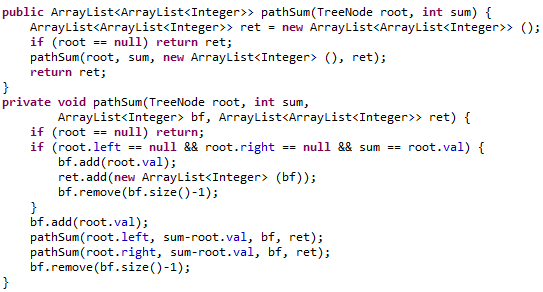 public ArrayList<ArrayList<Integer>> pathSum(TreeNode root, int sum) {
    ArrayList<ArrayList<Integer>> ret = new ArrayList<ArrayList<Integer>> ();
    if (root == null) return ret;
    pathSum(root, sum, new ArrayList<Integer> (), ret);
    return ret;
}
private void pathSum(TreeNode root, int sum,
        ArrayList<Integer> bf, ArrayList<ArrayList<Integer>> ret) {
    if (root == null) return;
    if (root.left == null && root.right == null && sum == root.val) {
        bf.add(root.val);
        ret.add(new ArrayList<Integer> (bf));
        bf.remove(bf.size()-1);
    }
    bf.add(root.val);
    pathSum(root.left, sum-root.val, bf, ret);
    pathSum(root.right, sum-root.val, bf, ret);
    bf.remove(bf.size()-1);
}